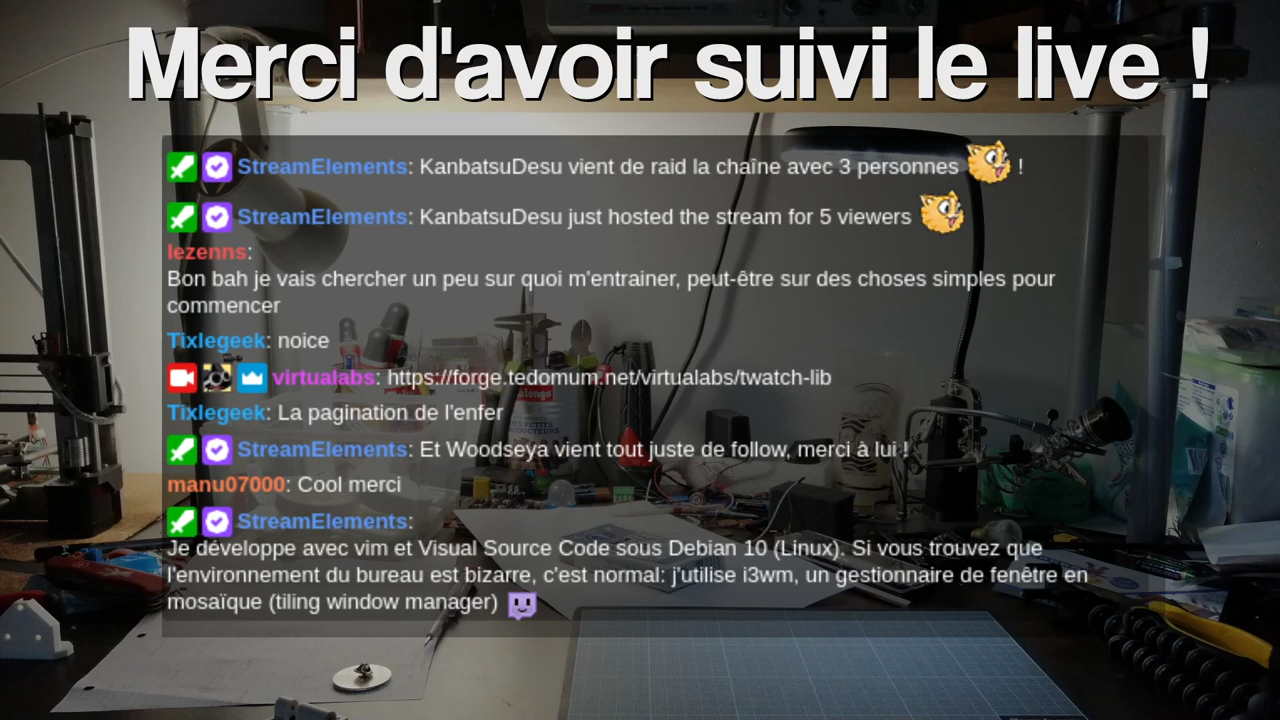 Merci d'avoir suivi le live !
StreamElements: KanbatsuDesu vient de raid la chaîne avec 3 personnes !
StreamElements: KanbatsuDesu just hosted the stream for 5 viewers
lezenns:
Bon bah je vais chercher un peu sur quoi m'entrainer, peut-être sur des choses simples pour
commencer
Tixlegeek: noice
virtualabs: https://forge.tedomum.net/virtualabs/twatch-lib
Tixlegeek: La pagination de l'enfer
StreamElements: Et Woodseya vient tout juste de follow, merci à lui !
manu07000: Cool merci
StreamElements:
Je développe avec vim et Visual Source Code sous Debian 10 (Linux). Si vous trouvez que
l'environnement du bureau est bizarre, c'est normal: j'utilise i3wm, un gestionnaire de fenêtre en
mosaïque (tiling window manager)